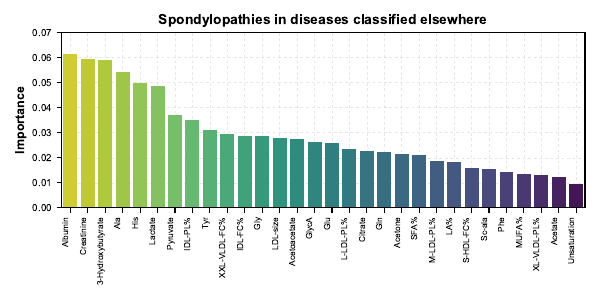 Spondylopathies in diseases classified elsewhere
Importance
0.07
0.06
0.05
0.04
0.03
0.02
0.01
0.00
Albumin
Creatinine
3-Hydroxybutyrate
Ala
His
Lactate
Pyruvate
IDL-PL%
Tyr
XXL-VLDL-FC%
IDL-FC%
Gly
LDL-size
Acetoacetate
GlycA
Glu
L-LDL-PL%
Citrate
Gln
Acetone
SFA%
M-LDL-PL%
LA%
S-HDL-FC%
Phe
MUFA%
XL-VLDL-PL%
Acetate
Unsaturation